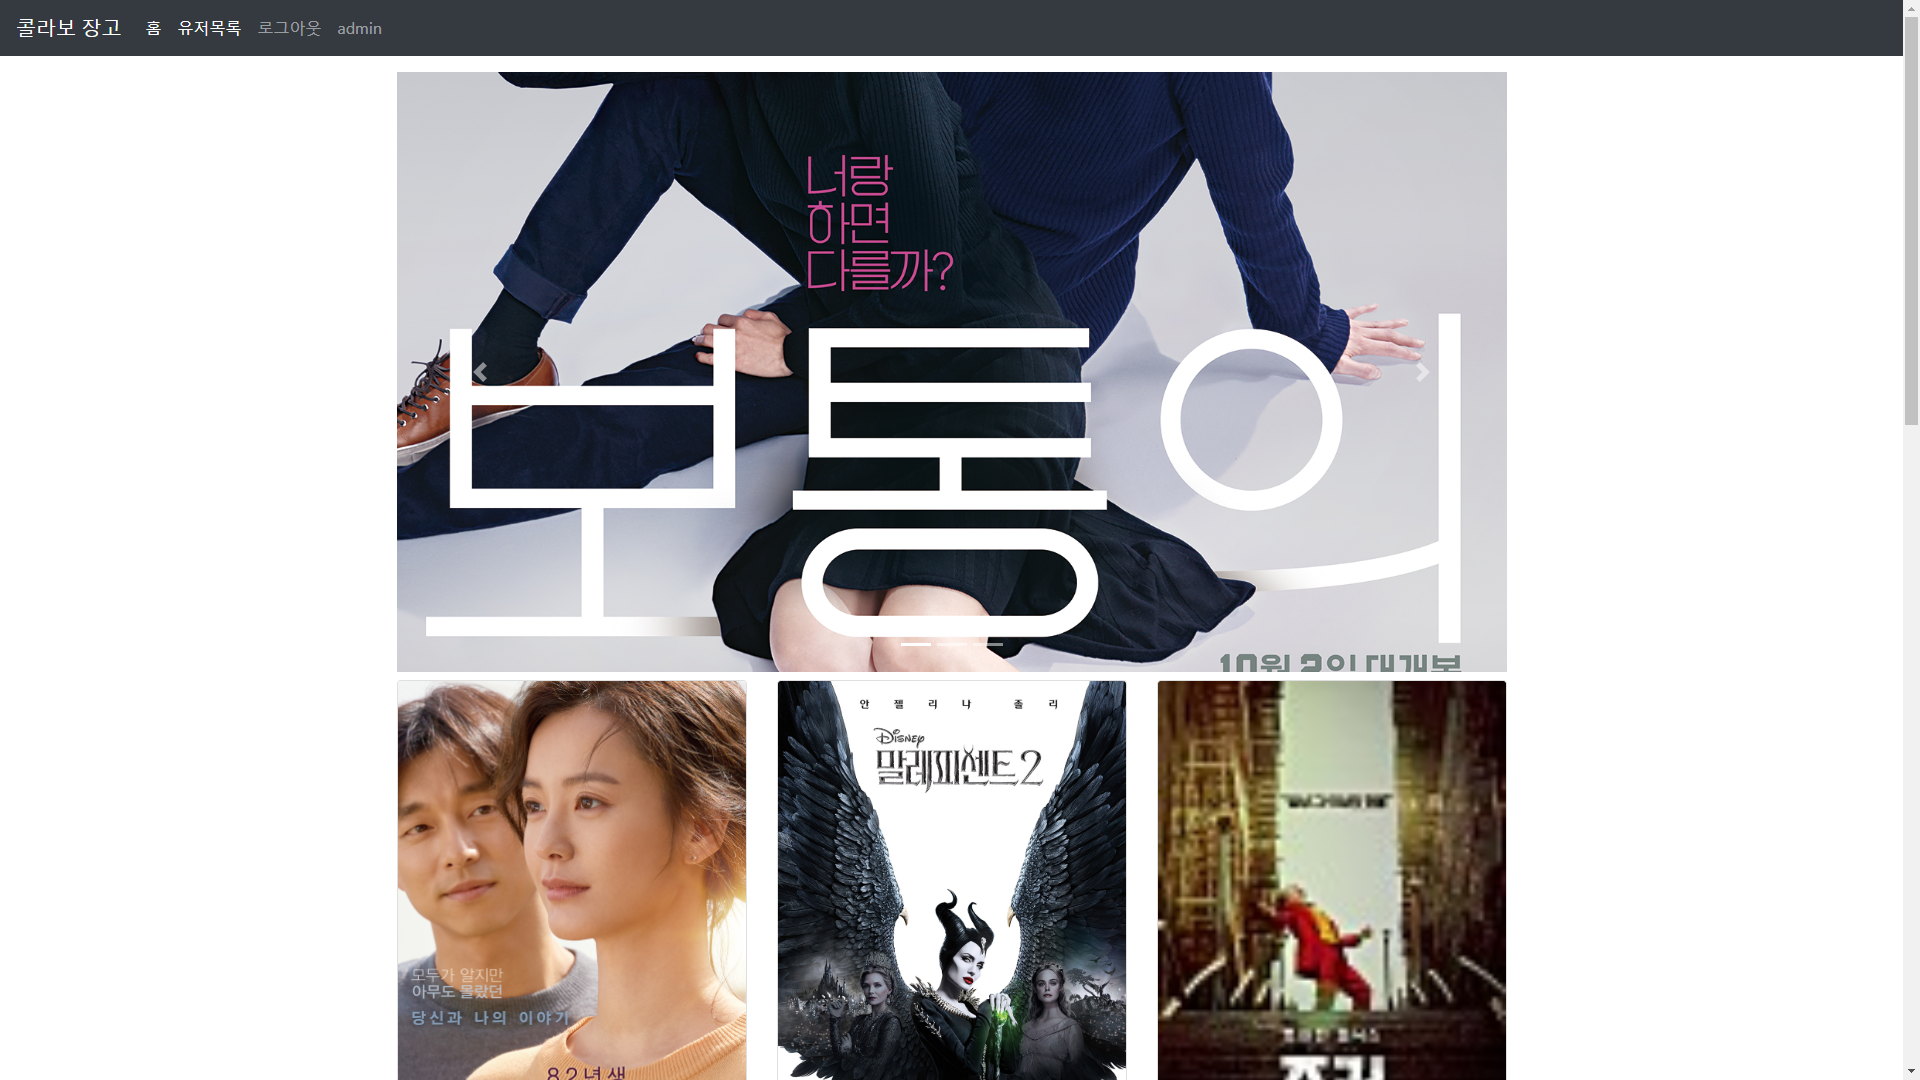 콜라보 장고 홈 유저목록 로그아웃 admin
너랑
하면
다를까?
보통의
10월 2일 대개봉
모두가 알지만
아무도 몰랐던
당신과 나의 이야기
82년생
안젤리나 졸리
Disney
말레피센트2
조커